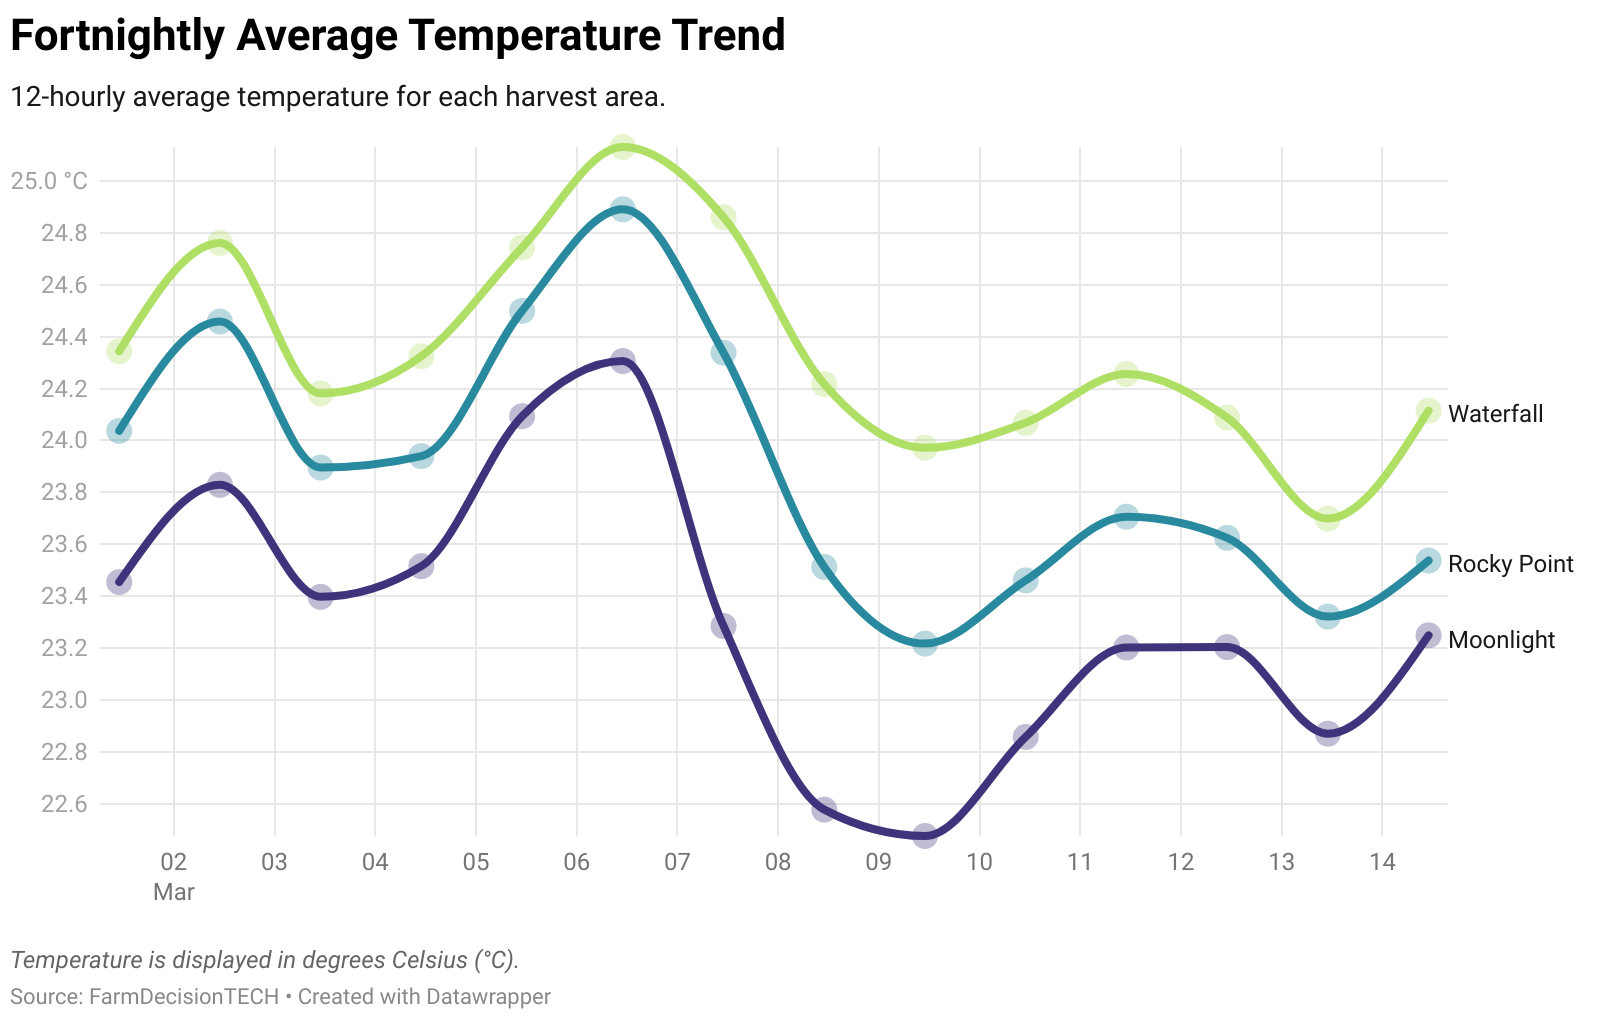 Fortnightly Average Temperature Trend
12-hourly average temperature for each harvest area.
25.0 °C
24.8
24.6
24.4
24.2
24.0
23.8
23.6
23.4
23.2
23.0
22.8
22.6
Waterfall
Rocky Point
Moonlight
02 03 04 05 06 07 08 09 10 11 12 13 14
Mar
Temperature is displayed in degrees Celsius (°C).
Source: FarmDecisionTECH • Created with Datawrapper